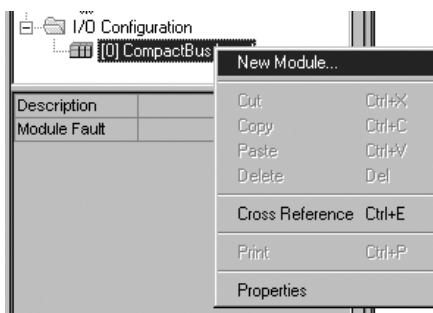 I/O Configuration
[0] CompactBus
New Module...
Description
Module Fault
Cut Ctrl+X
Copy Ctrl+C
Paste Ctrl+V
Delete Del
Cross Reference Ctrl+E
Print Ctrl+P
Properties